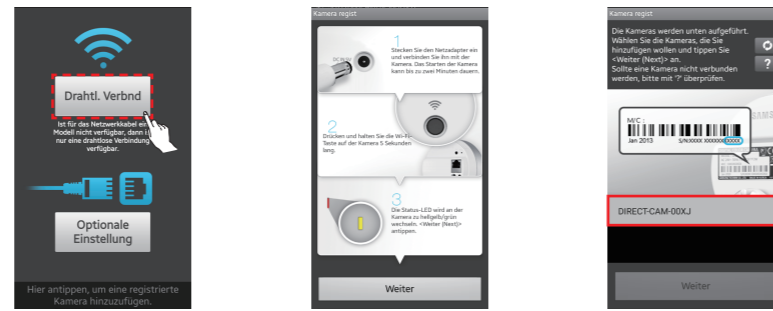 Drahtl. Verbnd
Ist für das Netzwerkkabel ein
Modell nicht verfügbar, dann
nur eine drahtlose Verbindung
verfügbar.
Optionale
Einstellung
Hier antippen, um eine registrierte
Kamera hinzuzufügen.
Kamera regist
1
Stecken Sie den Netzadapter ein
und verbinden Sie ihn mit der
Kamera. Das Starten der Kamera
kann bis zu zwei Minuten dauern.
2
Drücken und halten Sie die Wi-Fi-
Taste auf der Kamera 5 Sekunden
lang.
3
Die Status-LED wird an der
Kamera zu hellgelb/grün
wechseln. <Weiter (Next)>
antippen.
Weiter
Kamera regist
Die Kameras werden unten aufgeführt.
Wählen Sie die Kameras, die Sie
hinzufügen wollen und tippen Sie
<Weiter (Next)> an.
Sollte eine Kamera nicht verbunden
werden, bitte mit '?' überprüfen.
?
M/C :
Jan 2013
DIRECT-CAM-00XJ
Weiter